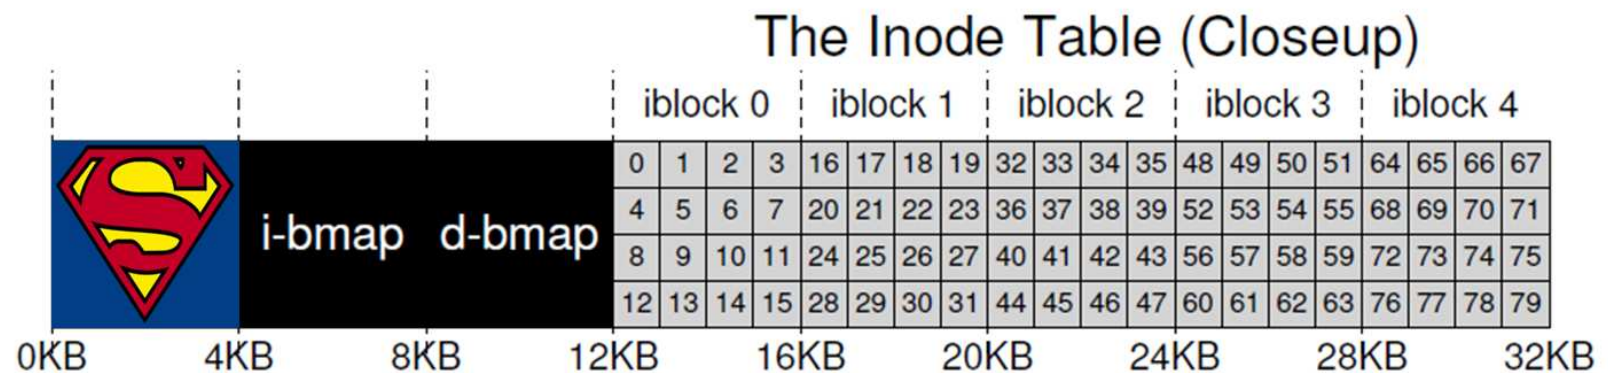 The Inode Table (Closeup)
iblock 0 iblock 1 iblock 2 iblock 3 iblock 4
S
0 1 2 3 16 17 18 19 32 33 34 35 48 49 50 51 64 65 66 67
i-bmap d-bmap
4 5 6 7 20 21 22 23 36 37 38 39 52 53 54 55 68 69 70 71
8 9 10 11 24 25 26 27 40 41 42 43 56 57 58 59 72 73 74 75
12 13 14 15 28 29 30 31 44 45 46 47 60 61 62 63 76 77 78 79
0KB 4KB 8KB 12KB 16KB 20KB 24KB 28KB 32KB